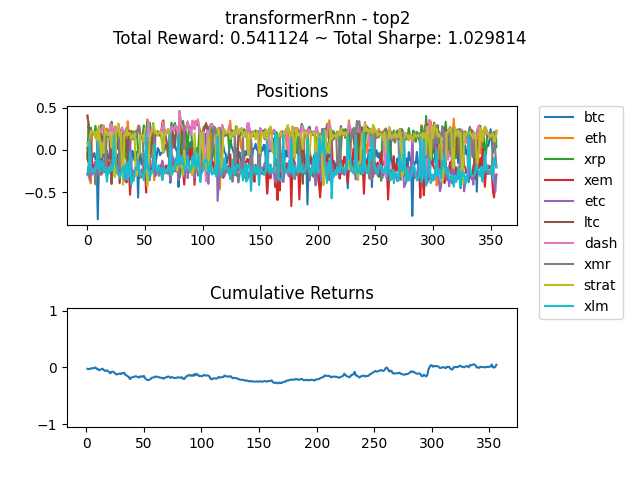 transformerRnn - top2
Total Reward: 0.541124 ~ Total Sharpe: 1.029814
Positions
0.5
0.0
−0.5
0 50 100 150 200 250 300 350
btc
eth
xrp
xem
etc
ltc
dash
xmr
strat
xlm
Cumulative Returns
1
0
−1
0 50 100 150 200 250 300 350